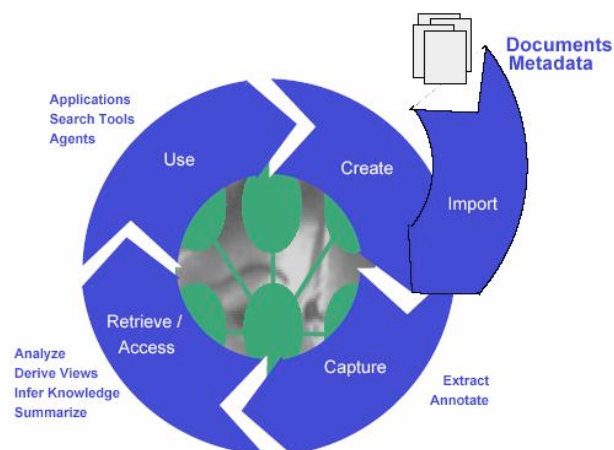 Documents
Metadata
Applications
Search Tools
Agents
Use
Create
Import
Retrieve /
Access
Capture
Analyze
Derive Views
Infer Knowledge
Summarize
Extract
Annotate